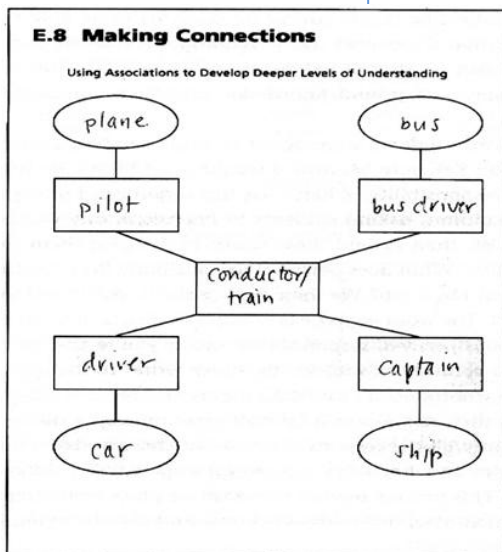 E.8 Making Connections
Using Associations to Develop Deeper Levels of Understanding
plane
bus
pilot
bus driver
Conductor/
train
driver
Captain
car
ship